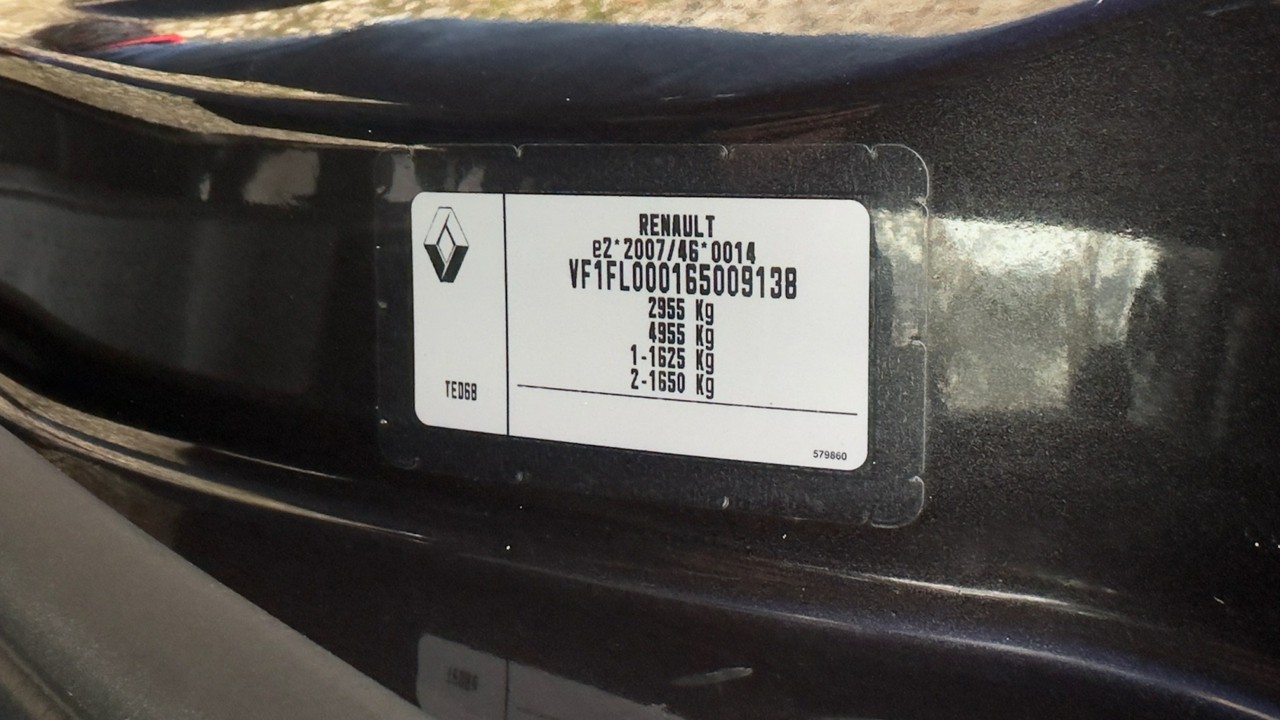 RENAULT
e2*2007/46*0014
VF1FL000165009138
2955 Kg
4955 Kg
1-1625 Kg
2-1650 Kg
TED68
579860